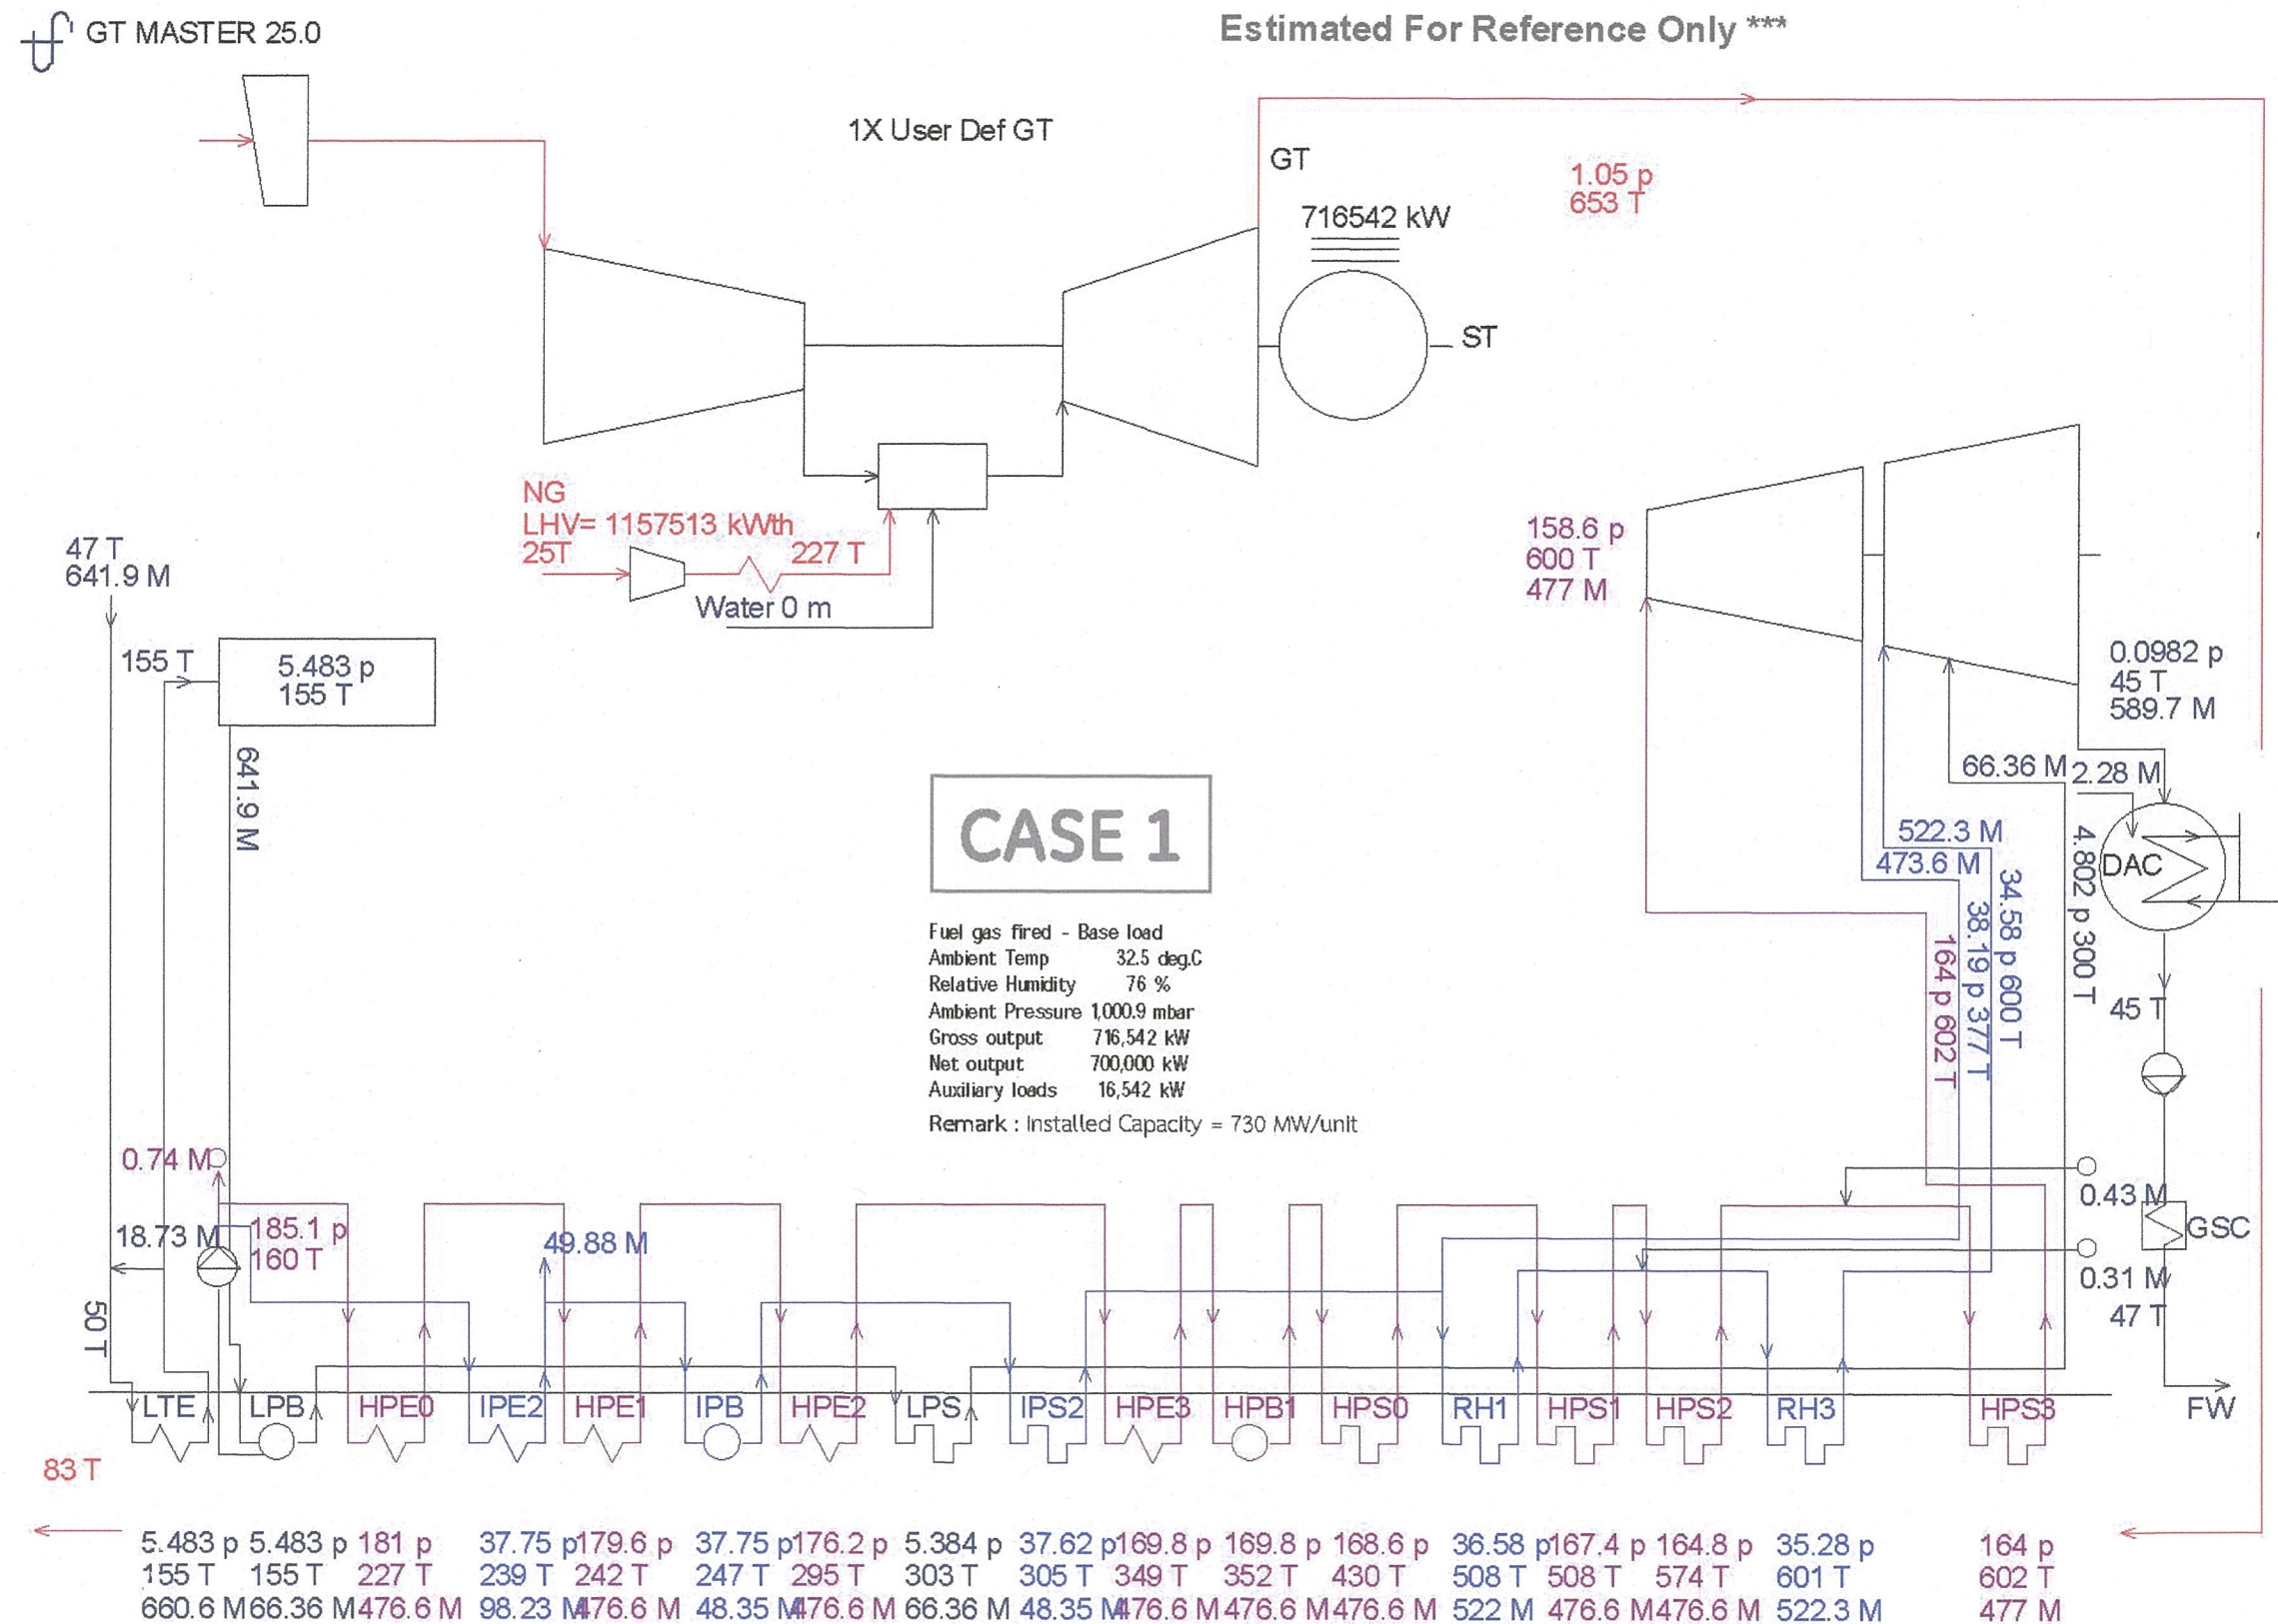 GT MASTER 25.0
Estimated For Reference Only ***
1X User Def GT
GT
1.05 p
653 T
716542 kW
ST
NG
LHV= 1157513 kWth
25T
227 T
Water 0 m
158.6 p
600 T
477 M
47 T
641.9 M
155 T
5.483 p
155 T
641.9 M
0.0982 p
45 T
589.7 M
66.36 M
2.28 M
522.3 M
473.6 M
4.802 p 300 T
34.58 p 600 T
38.19 p 377 T
164 p 602 T
DAC
45 T
CASE 1
Fuel gas fired - Base load
Ambient Temp 32.5 deg.C
Relative Humidity 76 %
Ambient Pressure 1,000.9 mbar
Gross output 716,542 kW
Net output 700,000 kW
Auxiliary loads 16,542 kW
Remark : Installed Capacity = 730 MW/unit
0.74 M
18.73 M
185.1 p
160 T
49.88 M
50 T
0.43 M
GSC
0.31 M
47 T
FW
LTE LPB HPE0 IPE2 HPE1 IPB HPE2 LPS IPS2 HPE3 HPB1 HPS0 RH1 HPS1 HPS2 RH3 HPS3
83 T
5.483 p 5.483 p 181 p 37.75 p 179.6 p 37.75 p 176.2 p 5.384 p 37.62 p 169.8 p 169.8 p 168.6 p 36.58 p 167.4 p 164.8 p 35.28 p 164 p
155 T 155 T 227 T 239 T 242 T 247 T 295 T 303 T 305 T 349 T 352 T 430 T 508 T 508 T 574 T 601 T 602 T
660.6 M 66.36 M 476.6 M 98.23 M 476.6 M 48.35 M 476.6 M 66.36 M 48.35 M 476.6 M 476.6 M 476.6 M 522 M 476.6 M 476.6 M 522.3 M 477 M